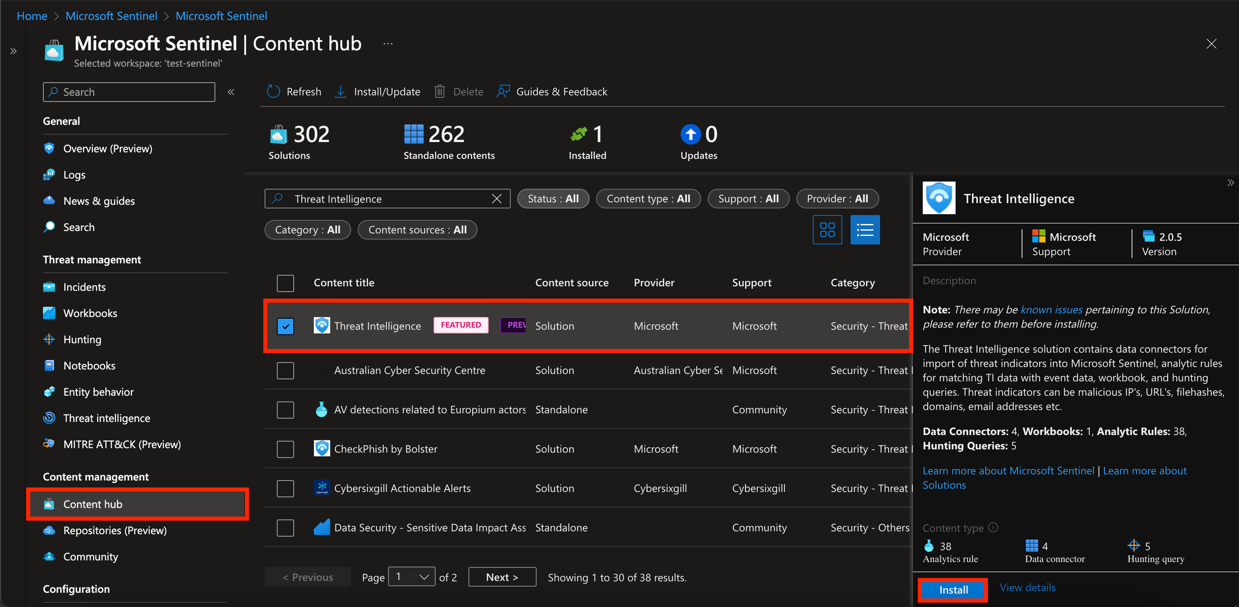 Home > Microsoft Sentinel > Microsoft Sentinel
Microsoft Sentinel | Content hub ...
Selected workspace: 'test-sentinel'
Search
General
Overview (Preview)
Logs
News & guides
Search
Threat management
Incidents
Workbooks
Hunting
Notebooks
Entity behavior
Threat intelligence
MITRE ATT&CK (Preview)
Content management
Content hub
Repositories (Preview)
Community
Configuration
Refresh Install/Update Delete Guides & Feedback
302 262 1 0
Solutions Standalone contents Installed Updates
Threat Intelligence Status : All Content type : All Support : All Provider : All
Category : All Content sources : All
Content title Content source Provider Support Category
Threat Intelligence FEATURED PREV Solution Microsoft Microsoft Security - Threat
Australian Cyber Security Centre Solution Australian Cyber Se Microsoft Security - Threat
AV detections related to Europium actors Standalone Community Security - Threat
CheckPhish by Bolster Solution Microsoft Microsoft Security - Threat
Cybersixgill Actionable Alerts Solution Cybersixgill Cybersixgill Security - Threat
Data Security - Sensitive Data Impact Ass Standalone Community Security - Others
< Previous Page 1 of 2 Next > Showing 1 to 30 of 38 results.
Threat Intelligence
Microsoft Microsoft 2.0.5
Provider Support Version
Description
Note: There may be known issues pertaining to this Solution,
please refer to them before installing.
The Threat Intelligence solution contains data connectors for
import of threat indicators into Microsoft Sentinel, analytic rules
for matching TI data with event data, workbook, and hunting
queries. Threat indicators can be malicious IP's, URL's, filehashes,
domains, email addresses etc.
Data Connectors: 4, Workbooks: 1, Analytic Rules: 38,
Hunting Queries: 5
Learn more about Microsoft Sentinel | Learn more about
Solutions
Content type
38 4 5
Analytics rule Data connector Hunting query
Install View details